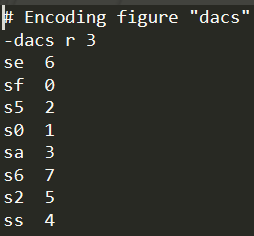 # Encoding figure "dacs"
-dacs r 3
se  6
sf  0
s5  2
s0  1
sa  3
s6  7
s2  5
ss  4